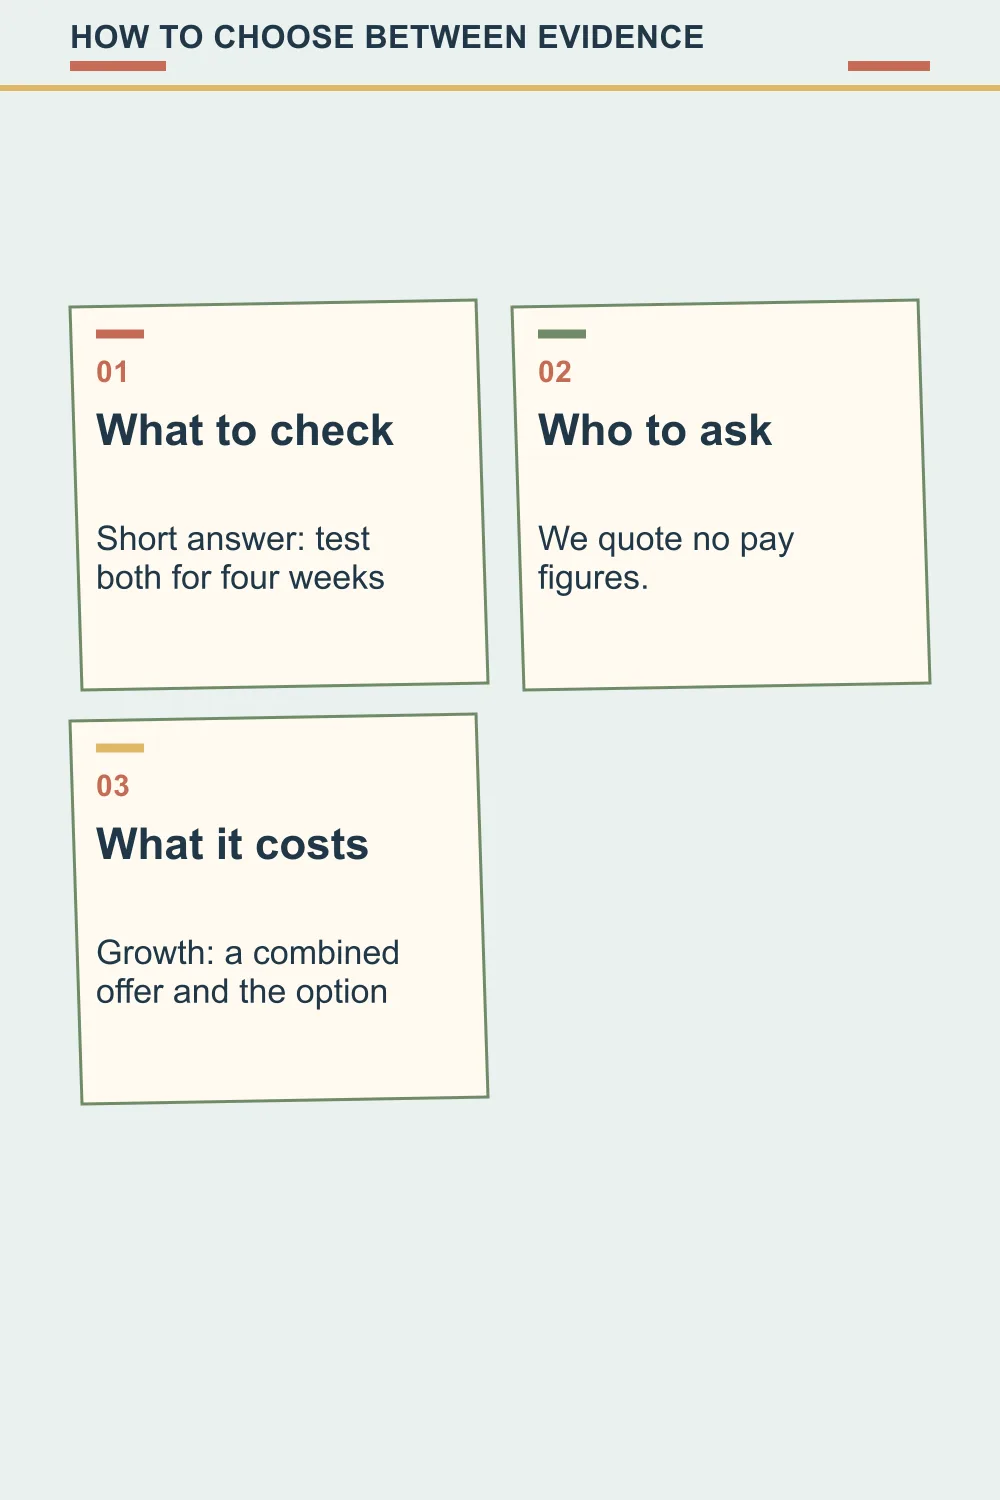 HOW TO CHOOSE BETWEEN EVIDENCE
01
What to check
Short answer: test
both for four weeks
02
Who to ask
We quote no pay
figures.
03
What it costs
Growth: a combined
offer and the option